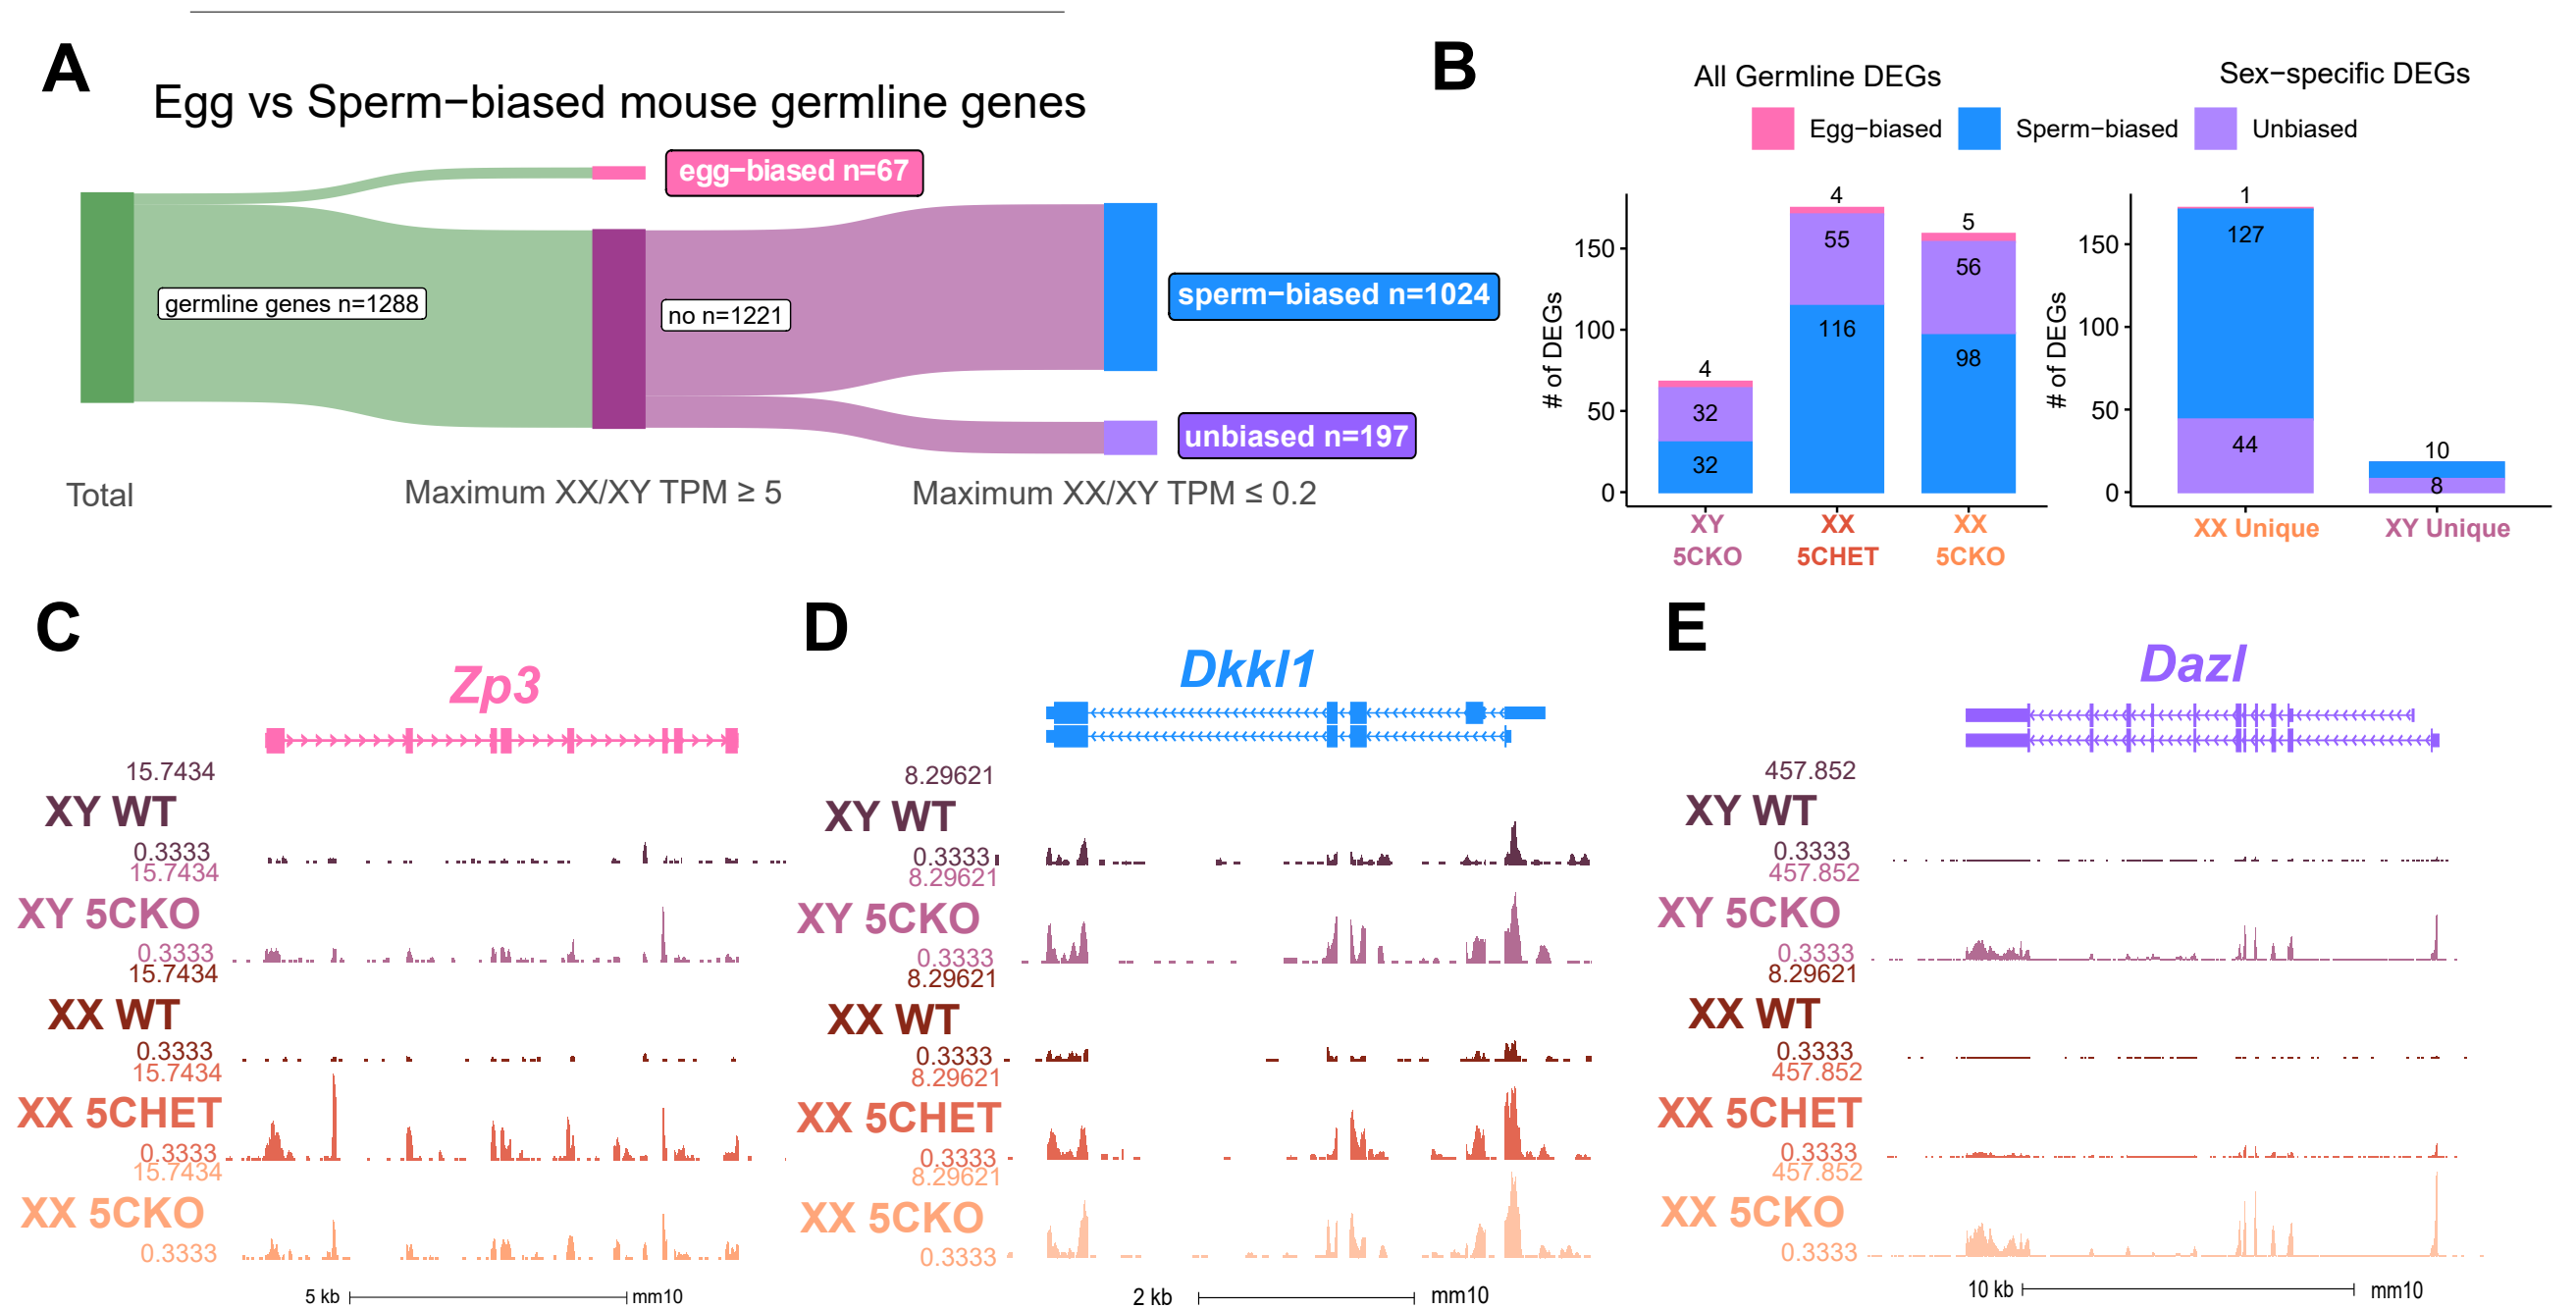 A
Egg vs Sperm−biased mouse germline genes
egg−biased n=67
germline genes n=1288
no n=1221
sperm−biased n=1024
unbiased n=197
Total
Maximum XX/XY TPM ≥ 5
Maximum XX/XY TPM ≤ 0.2
B
All Germline DEGs
Sex−specific DEGs
Egg−biased
Sperm−biased
Unbiased
# of DEGs
150
100
50
0
4
32
32
4
55
116
5
56
98
XY
5CKO
XX
5CHET
XX
5CKO
# of DEGs
150
100
50
0
1
127
44
10
8
XX Unique
XY Unique
C
Zp3
15.7434
XY WT
0.3333
15.7434
XY 5CKO
0.3333
15.7434
XX WT
0.3333
15.7434
XX 5CHET
0.3333
15.7434
XX 5CKO
0.3333
5 kb
mm10
D
Dkkl1
8.29621
XY WT
0.3333
8.29621
XY 5CKO
0.3333
8.29621
XX WT
0.3333
8.29621
XX 5CHET
0.3333
8.29621
XX 5CKO
0.3333
2 kb
mm10
E
Dazl
457.852
XY WT
0.3333
457.852
XY 5CKO
0.3333
8.29621
XX WT
0.3333
457.852
XX 5CHET
0.3333
457.852
XX 5CKO
0.3333
10 kb
mm10